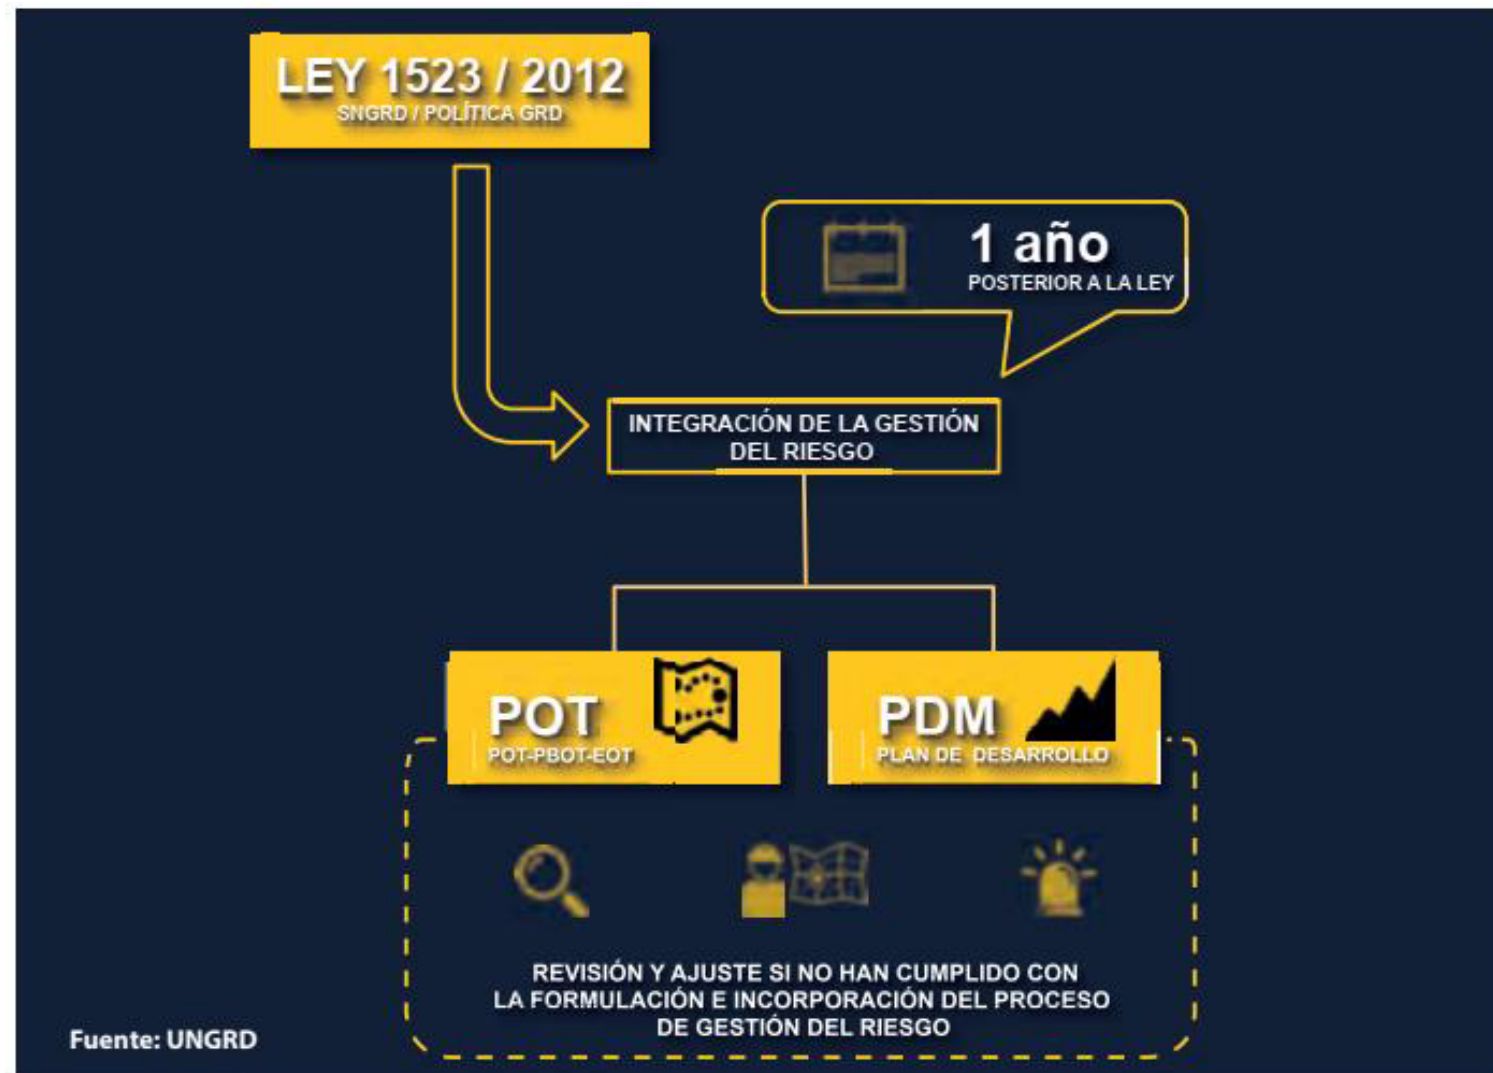 LEY 1523 / 2012
SNGRD / POLÍTICA GRD
1 año
POSTERIOR A LA LEY
INTEGRACIÓN DE LA GESTIÓN
DEL RIESGO
POT
POT-PBOT-EOT
PDM
PLAN DE DESARROLLO
REVISIÓN Y AJUSTE SI NO HAN CUMPLIDO CON
LA FORMULACIÓN E INCORPORACIÓN DEL PROCESO
DE GESTIÓN DEL RIESGO
Fuente: UNGRD